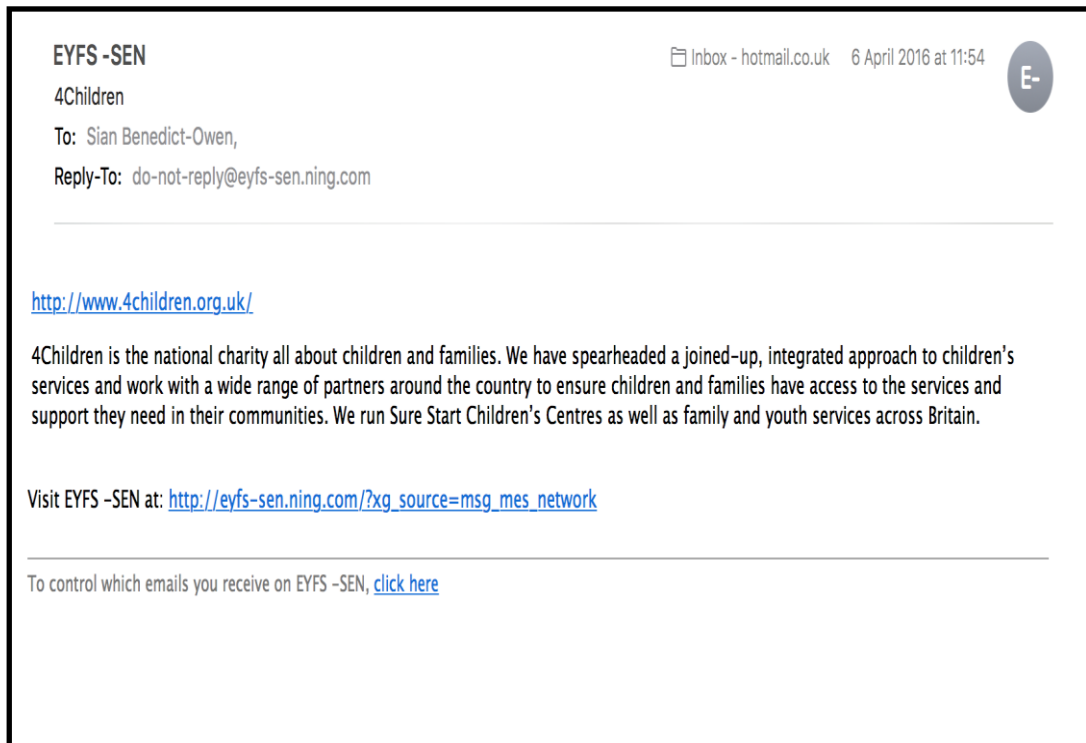 EYFS -SEN
Inbox - hotmail.co.uk 6 April 2016 at 11:54
E-
4Children
To: Sian Benedict-Owen,
Reply-To: do-not-reply@eyfs-sen.ning.com
http://www.4children.org.uk/
4Children is the national charity all about children and families. We have spearheaded a joined-up, integrated approach to children's
services and work with a wide range of partners around the country to ensure children and families have access to the services and
support they need in their communities. We run Sure Start Children's Centres as well as family and youth services across Britain.
Visit EYFS -SEN at: http://eyfs-sen.ning.com/?xg_source=msg_mes_network
To control which emails you receive on EYFS -SEN, click here